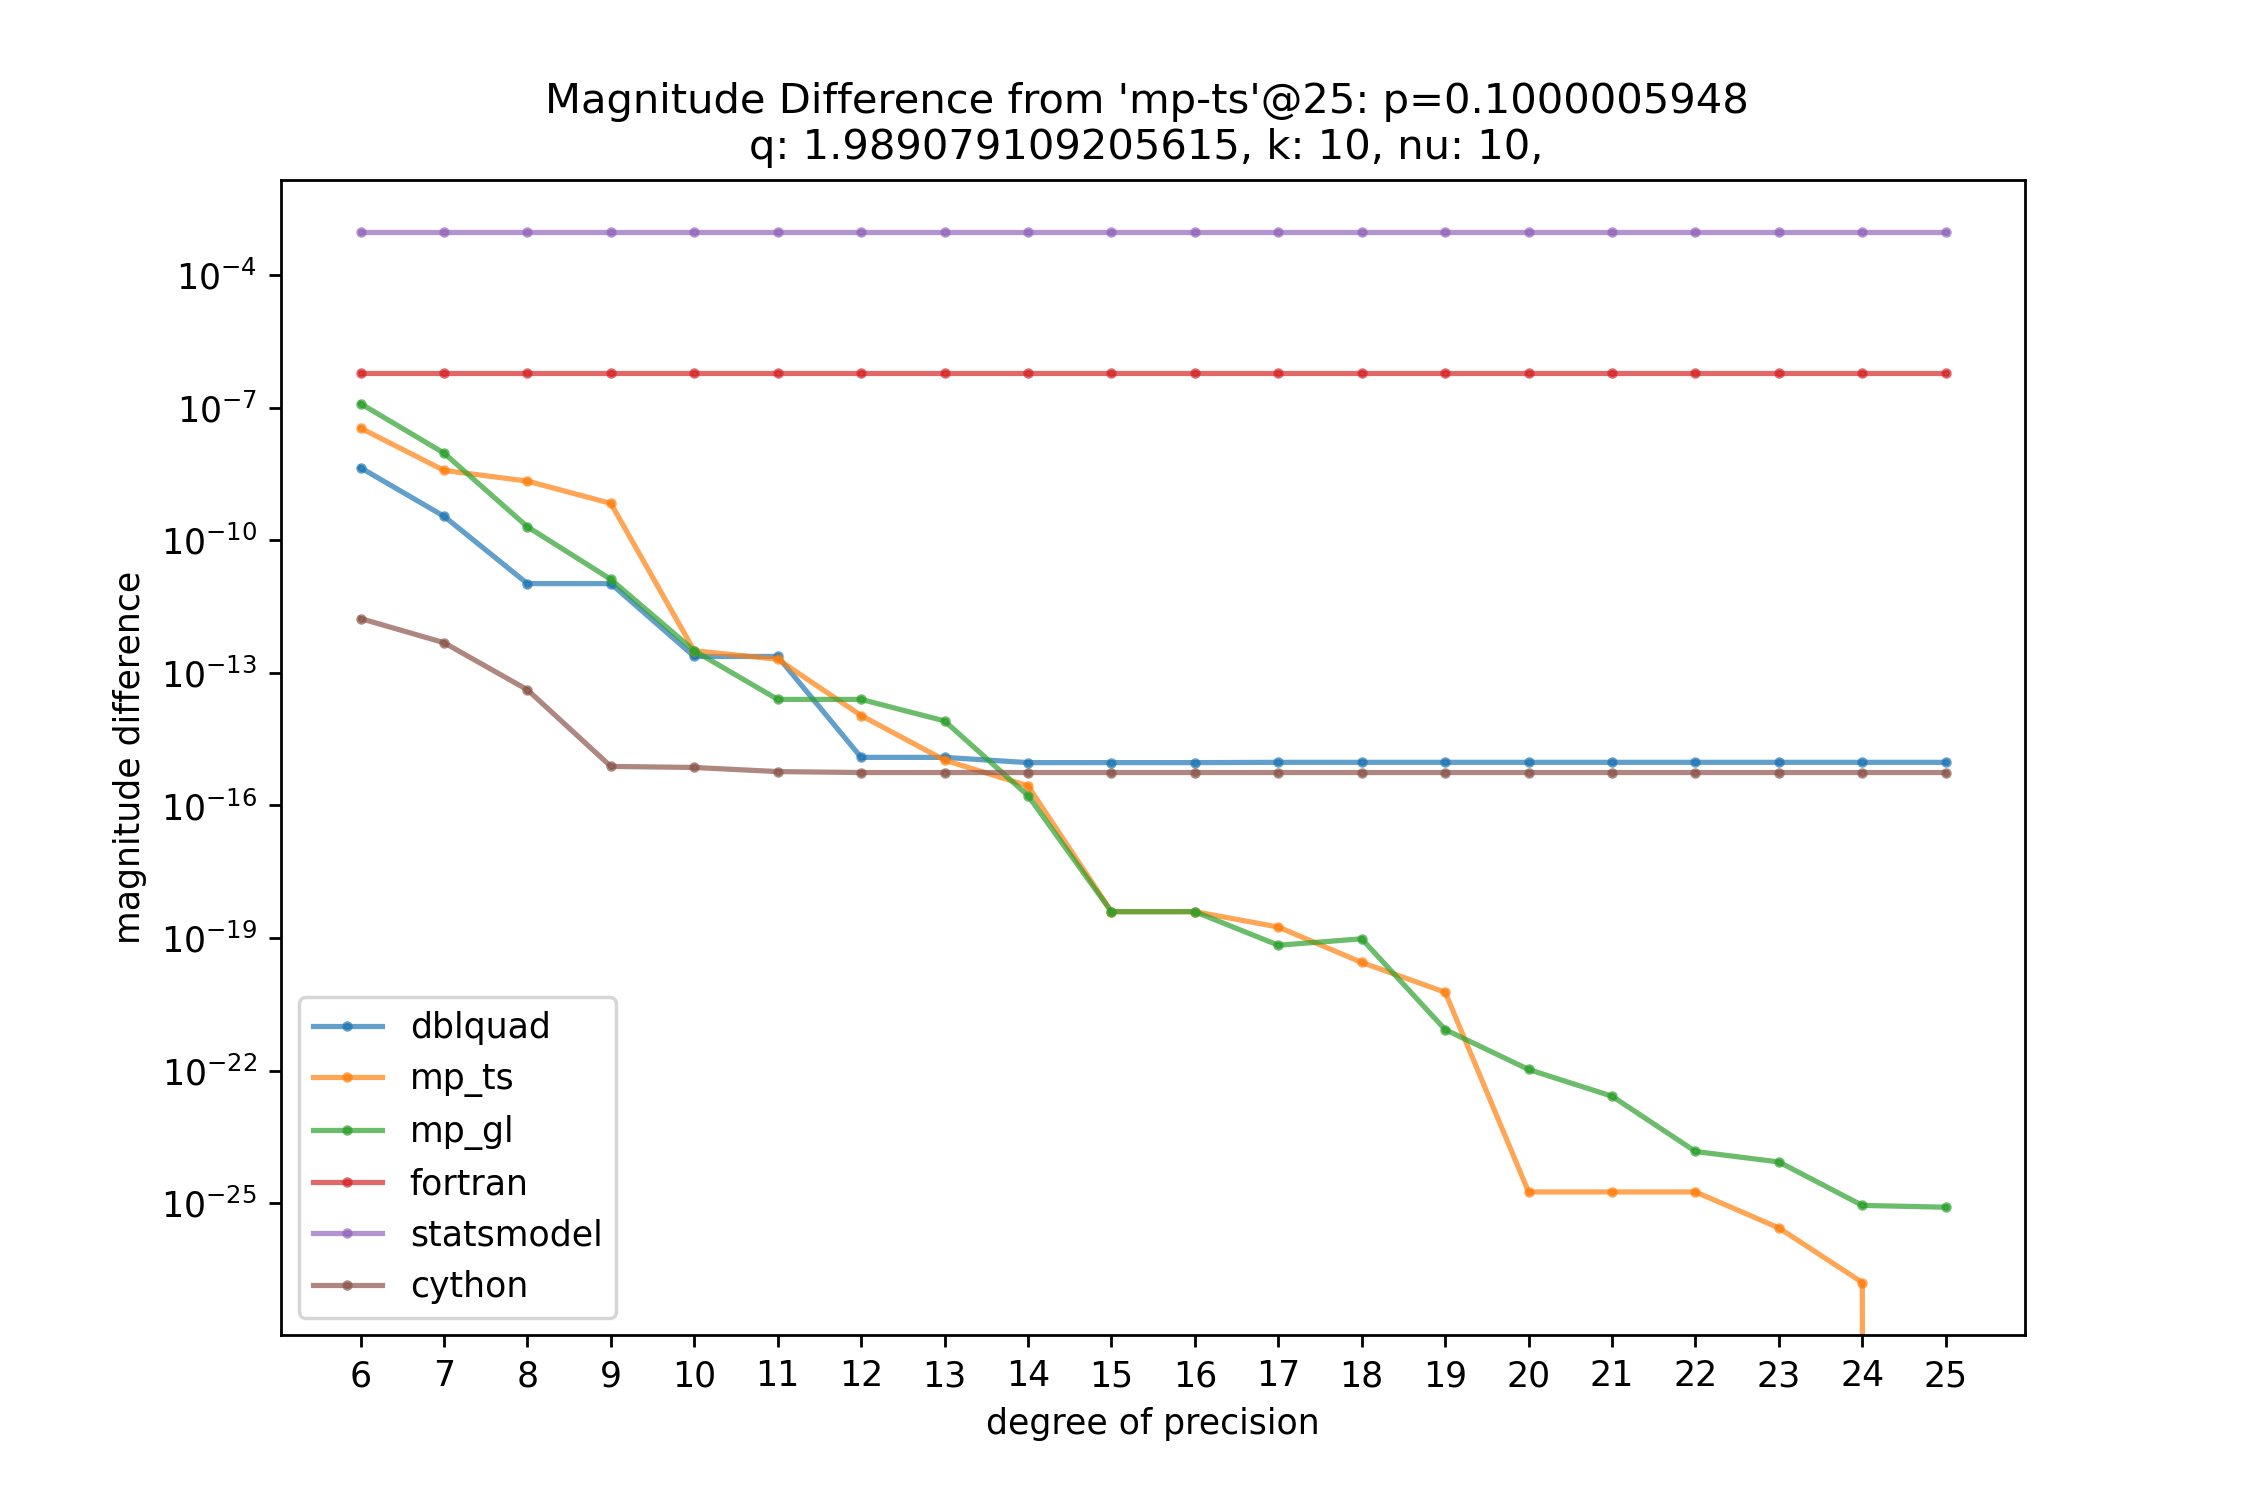 Magnitude Difference from 'mp-ts'@25: p=0.1000005948
q: 1.989079109205615, k: 10, nu: 10,
magnitude difference
10⁻⁴
10⁻⁷
10⁻¹⁰
10⁻¹³
10⁻¹⁶
10⁻¹⁹
10⁻²²
10⁻²⁵
dblquad
mp_ts
mp_gl
fortran
statsmodel
cython
6 7 8 9 10 11 12 13 14 15 16 17 18 19 20 21 22 23 24 25
degree of precision